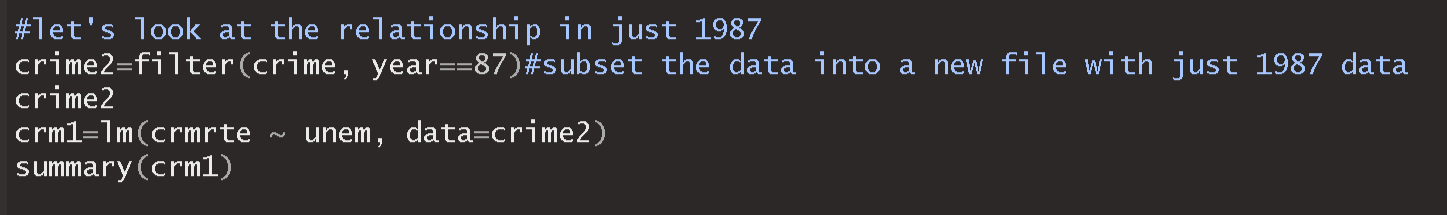 #let's look at the relationship in just 1987
crime2=filter(crime, year==87)#subset the data into a new file with just 1987 data
crime2
crm1=lm(crmrte ~ unem, data=crime2)
summary(crm1)